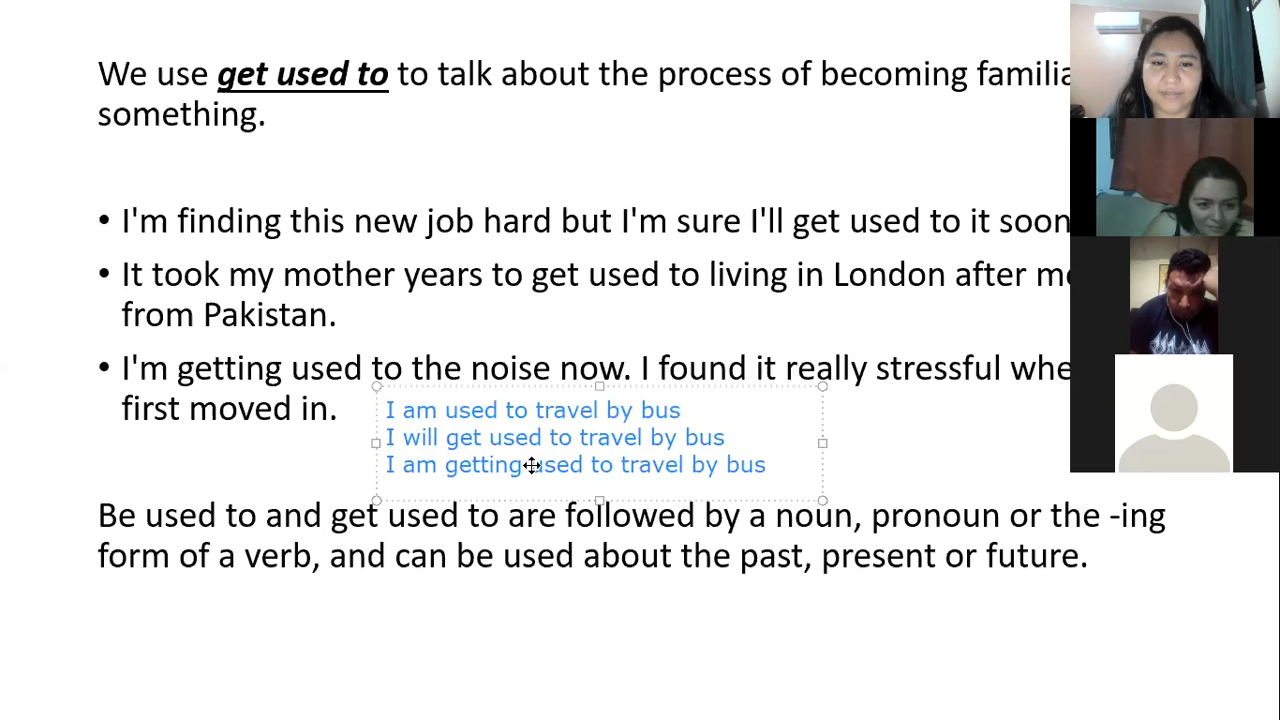 We use get used to to talk about the process of becoming familia
something.
• I'm finding this new job hard but I'm sure I'll get used to it soon
• It took my mother years to get used to living in London after
from Pakistan.
• I'm getting used to the noise now. I found it really stressful
first moved in.
I am used to travel by bus
I will get used to travel by bus
I am getting used to travel by bus
Be used to and get used to are followed by a noun, pronoun or the -ing
form of a verb, and can be used about the past, present or future.